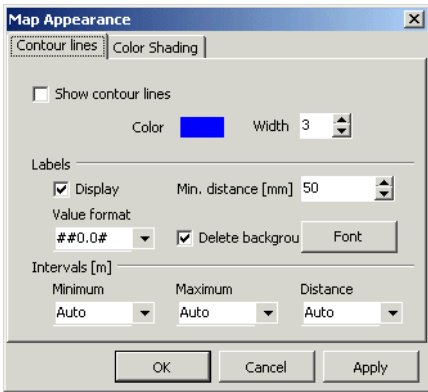 Map Appearance
Contour lines Color Shading
Show contour lines
Color Width 3
Labels
Display Min. distance [mm] 50
Value format
##0.0# Delete backgrou Font
Intervals [m]
Minimum Maximum Distance
Auto Auto Auto
OK Cancel Apply